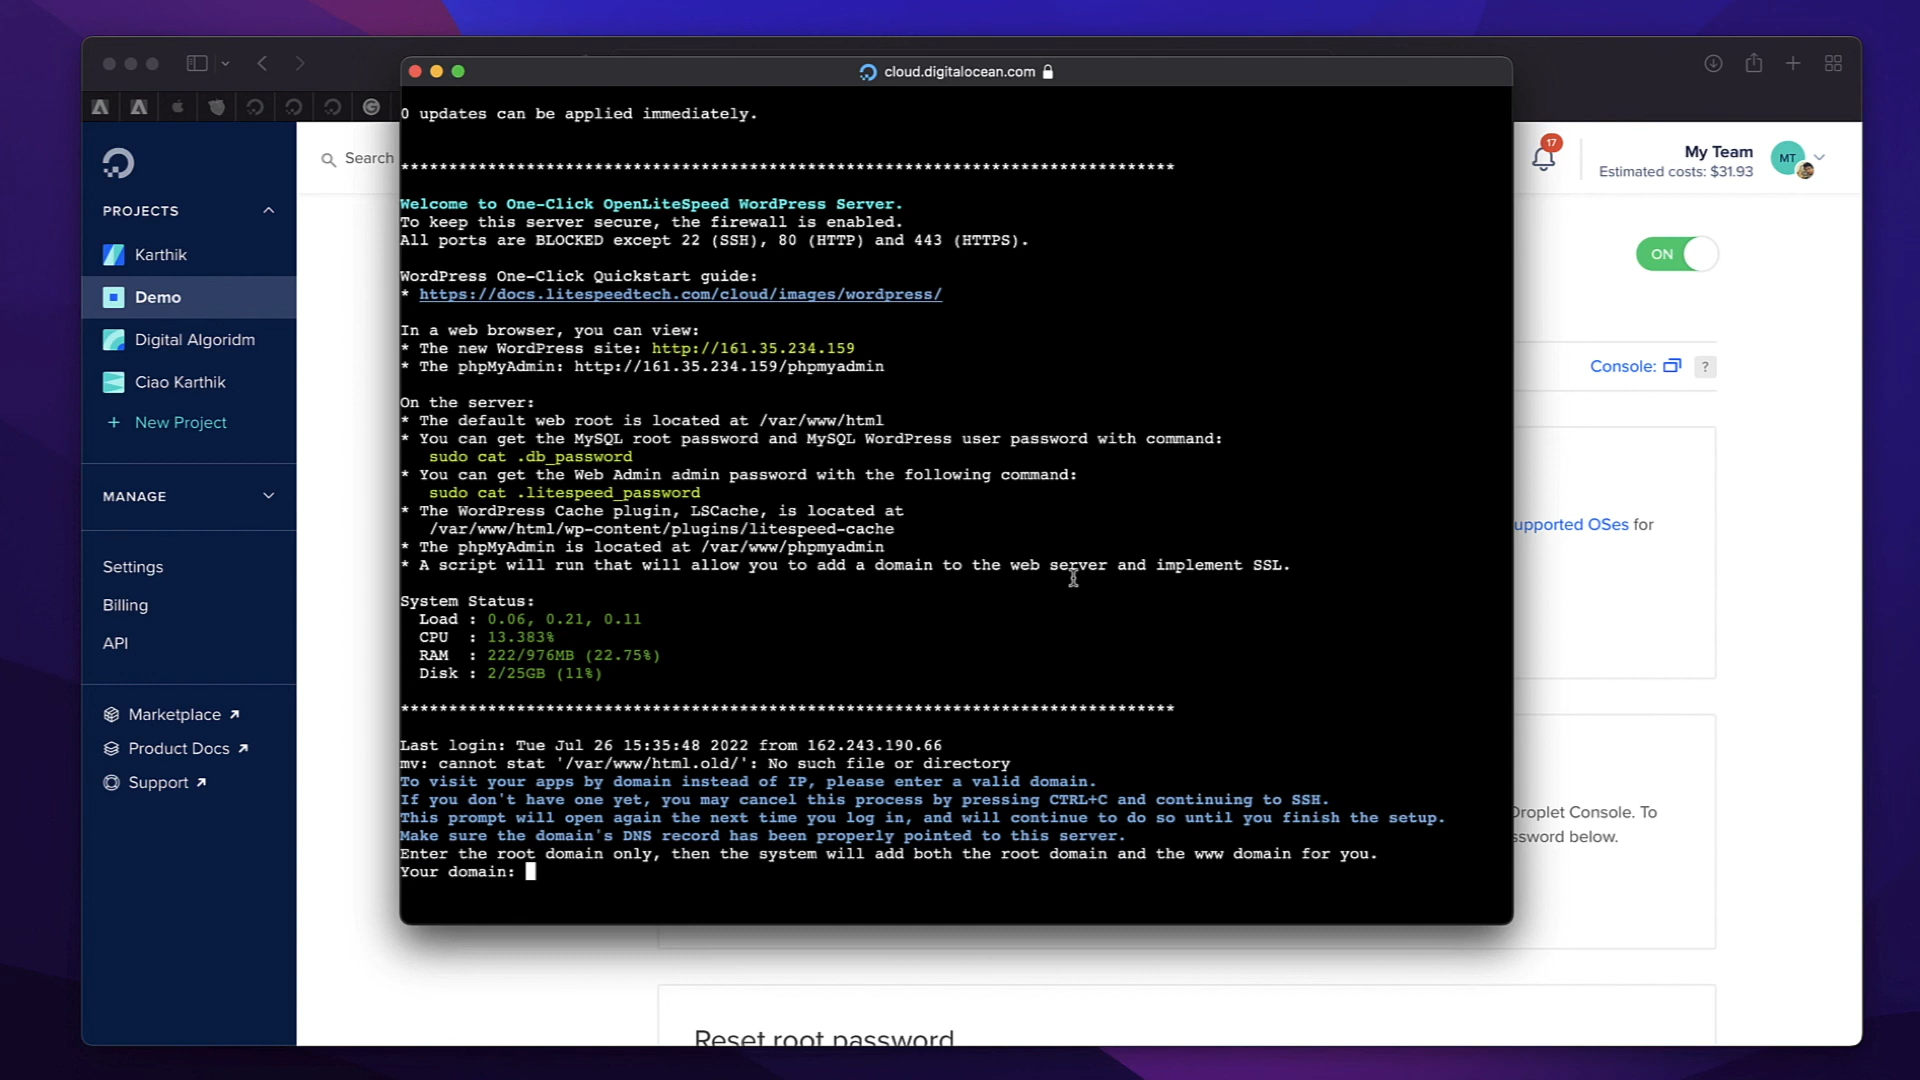 cloud.digitalocean.com
0 updates can be applied immediately.
********************************************************************************
Welcome to One-Click OpenLiteSpeed WordPress Server.
To keep this server secure, the firewall is enabled.
All ports are BLOCKED except 22 (SSH), 80 (HTTP) and 443 (HTTPS).
WordPress One-Click Quickstart guide:
* https://docs.litespeedtech.com/cloud/images/wordpress/
In a web browser, you can view:
* The new WordPress site: http://161.35.234.159
* The phpMyAdmin: http://161.35.234.159/phpmyadmin
On the server:
* The default web root is located at /var/www/html
* You can get the MySQL root password and MySQL WordPress user password with command:
sudo cat .db_password
* You can get the Web Admin admin password with the following command:
sudo cat .litespeed_password
* The WordPress Cache plugin, LSCache, is located at
/var/www/html/wp-content/plugins/litespeed-cache
* The phpMyAdmin is located at /var/www/phpmyadmin
* A script will run that will allow you to add a domain to the web server and implement SSL.
System Status:
Load : 0.06, 0.21, 0.11
CPU : 13.383%
RAM : 222/976MB (22.75%)
Disk : 2/25GB (11%)
********************************************************************************
Last login: Tue Jul 26 15:35:48 2022 from 162.243.190.66
mv: cannot stat '/var/www/html.old/': No such file or directory
To visit your apps by domain instead of IP, please enter a valid domain.
If you don't have one yet, you may cancel this process by pressing CTRL+C and continuing to SSH.
This prompt will open again the next time you log in, and will continue to do so until you finish the setup.
Make sure the domain's DNS record has been properly pointed to this server.
Enter the root domain only, then the system will add both the root domain and the www domain for you.
Your domain:
PROJECTS
Karthik
Demo
Digital Algoridm
Ciao Karthik
+ New Project
MANAGE
Settings
Billing
API
Marketplace
Product Docs
Support
Search
17
My Team
Estimated costs: $31.93
MT
ON
Console:
?
upported OSes for
Droplet Console. To
ssword below.
Reset root password